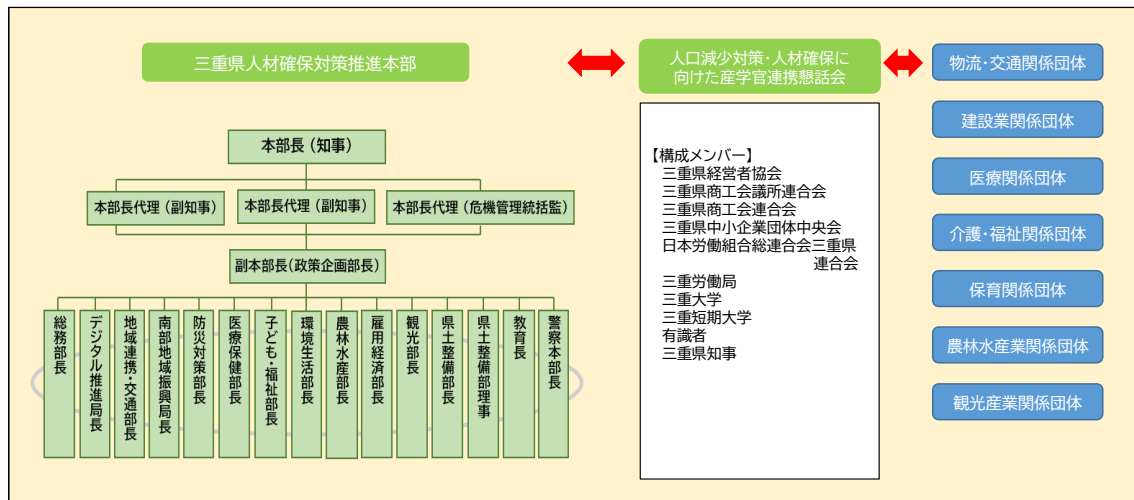 三重県人材確保対策推進本部
本部長（知事）
本部長代理（副知事）
本部長代理（副知事）
本部長代理（危機管理統括監）
副本部長（政策企画部長）
総務部長
デジタル推進局長
地域連携・交通部長
南部地域振興局長
防災対策部長
医療保健部長
子ども・福祉部長
環境生活部長
農林水産部長
雇用経済部長
観光部長
県土整備部長
県土整備部理事
教育長
警察本部長
人口減少対策・人材確保に
向けた産学官連携懇話会
【構成メンバー】
三重県経営者協会
三重県商工会議所連合会
三重県商工会連合会
三重県中小企業団体中央会
日本労働組合総連合会三重県
連合会
三重労働局
三重大学
三重短期大学
有識者
三重県知事
物流・交通関係団体
建設業関係団体
医療関係団体
介護・福祉関係団体
保育関係団体
農林水産業関係団体
観光産業関係団体